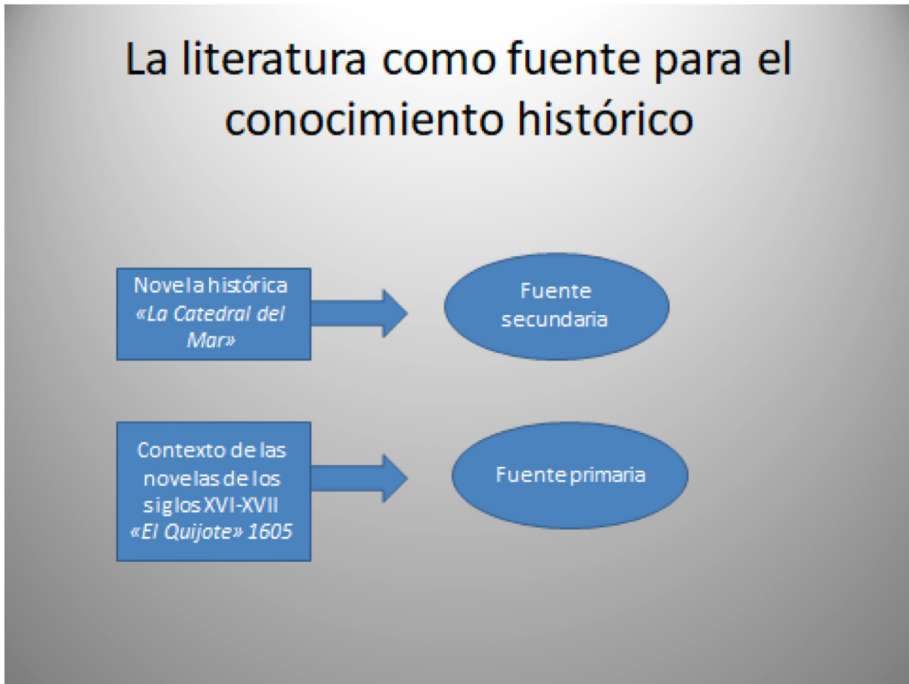 La literatura como fuente para el
conocimiento histórico
Novela histórica
«La Catedral del
Mar»
Fuente
secundaria
Contexto de las
novelas de los
siglos XVI-XVII
«El Quijote» 1605
Fuente primaria